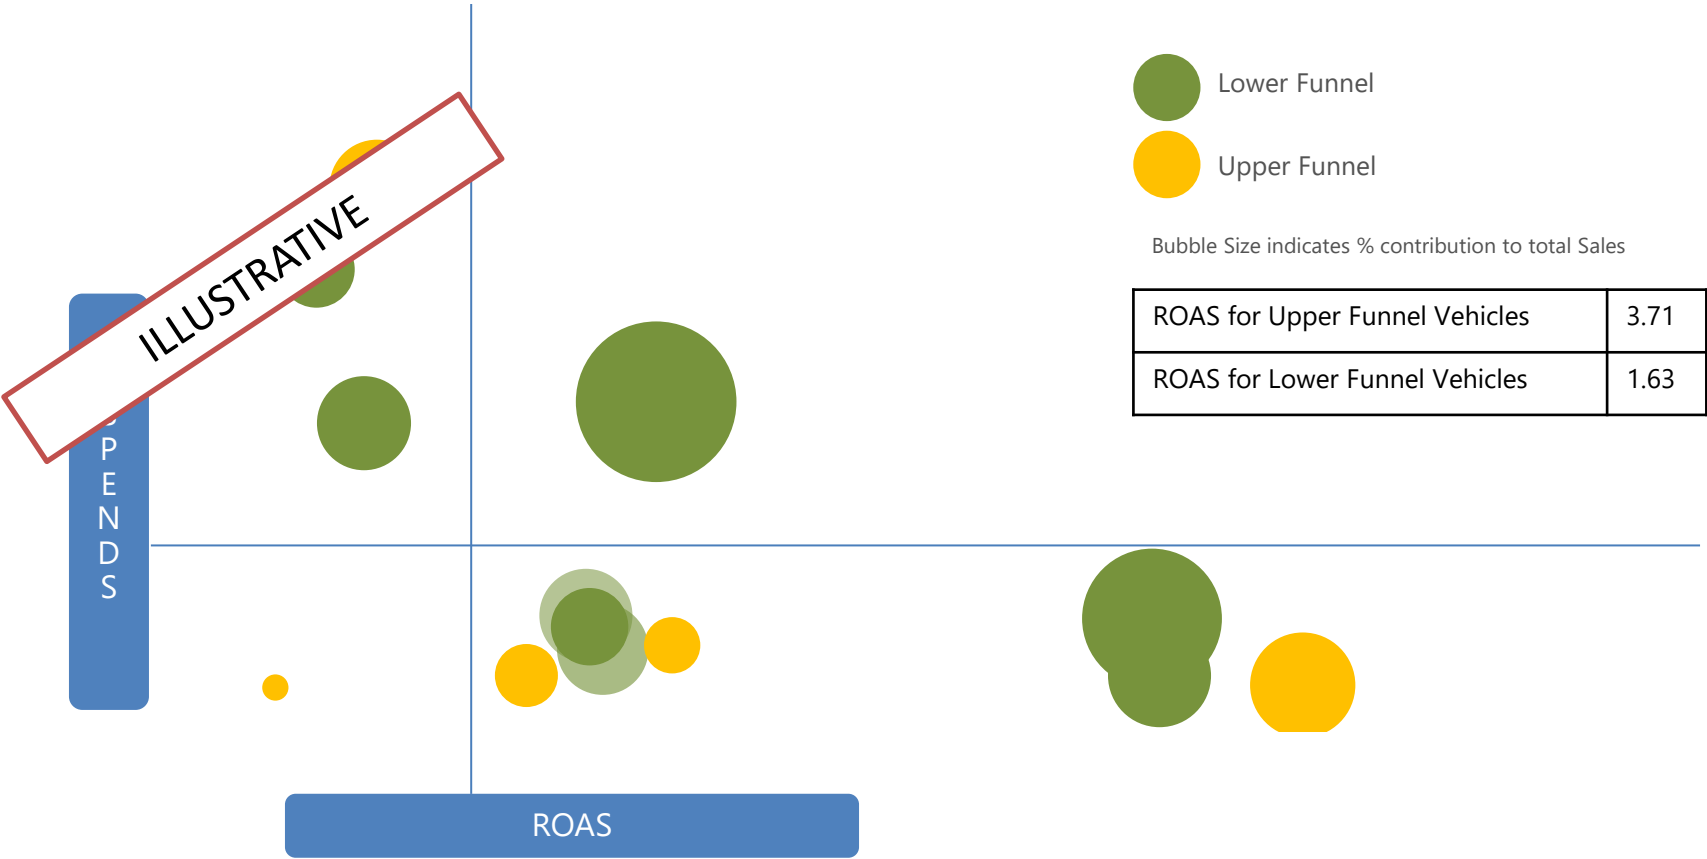 Lower Funnel
Upper Funnel
Bubble Size indicates % contribution to total Sales
ROAS for Upper Funnel Vehicles 3.71
ROAS for Lower Funnel Vehicles 1.63
ILLUSTRATIVE
SPENDS
ROAS